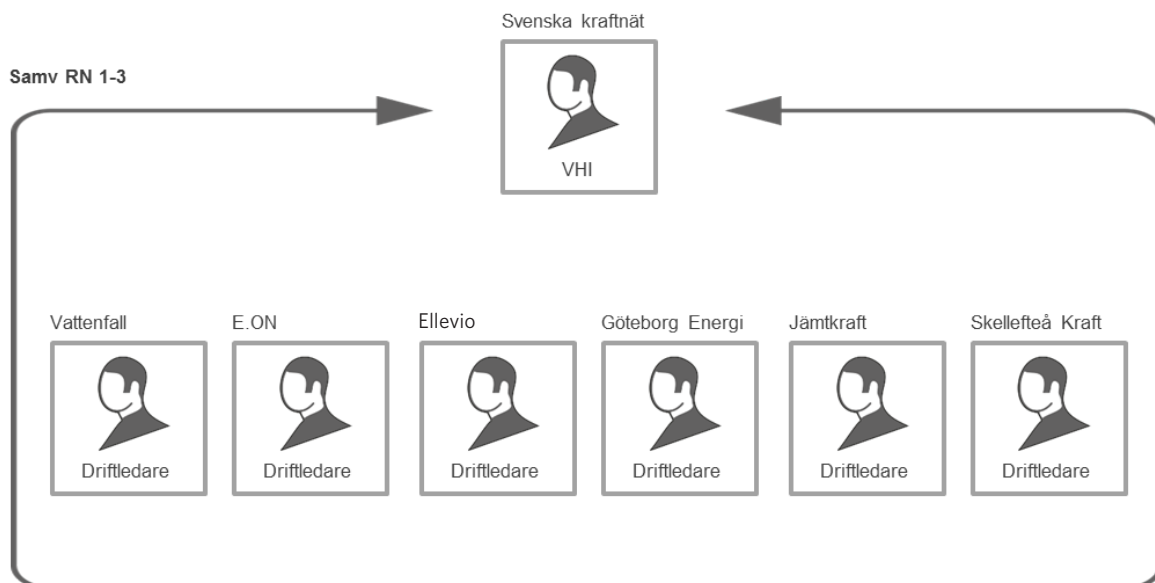 Svenska kraftnät
Samv RN 1-3
VHI
Vattenfall
E.ON
Ellevio
Göteborg Energi
Jämtkraft
Skellefteå Kraft
Driftledare
Driftledare
Driftledare
Driftledare
Driftledare
Driftledare